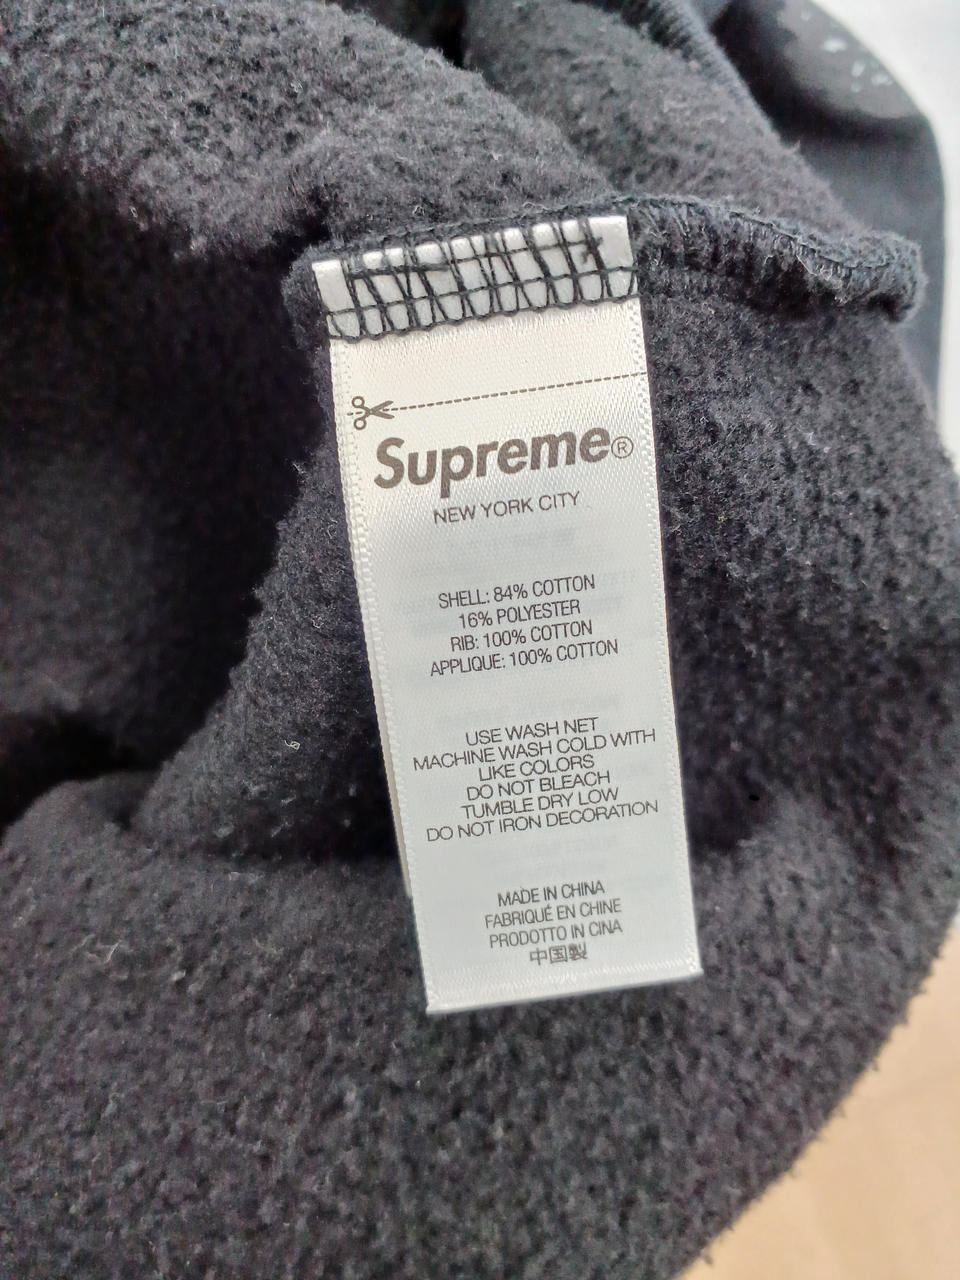 Supreme®
NEW YORK CITY
SHELL: 84% COTTON
16% POLYESTER
RIB: 100% COTTON
APPLIQUE: 100% COTTON
USE WASH NET
MACHINE WASH COLD WITH
LIKE COLORS
DO NOT BLEACH
TUMBLE DRY LOW
DO NOT IRON DECORATION
MADE IN CHINA
FABRIQUÉ EN CHINE
PRODOTTO IN CINA
中国製